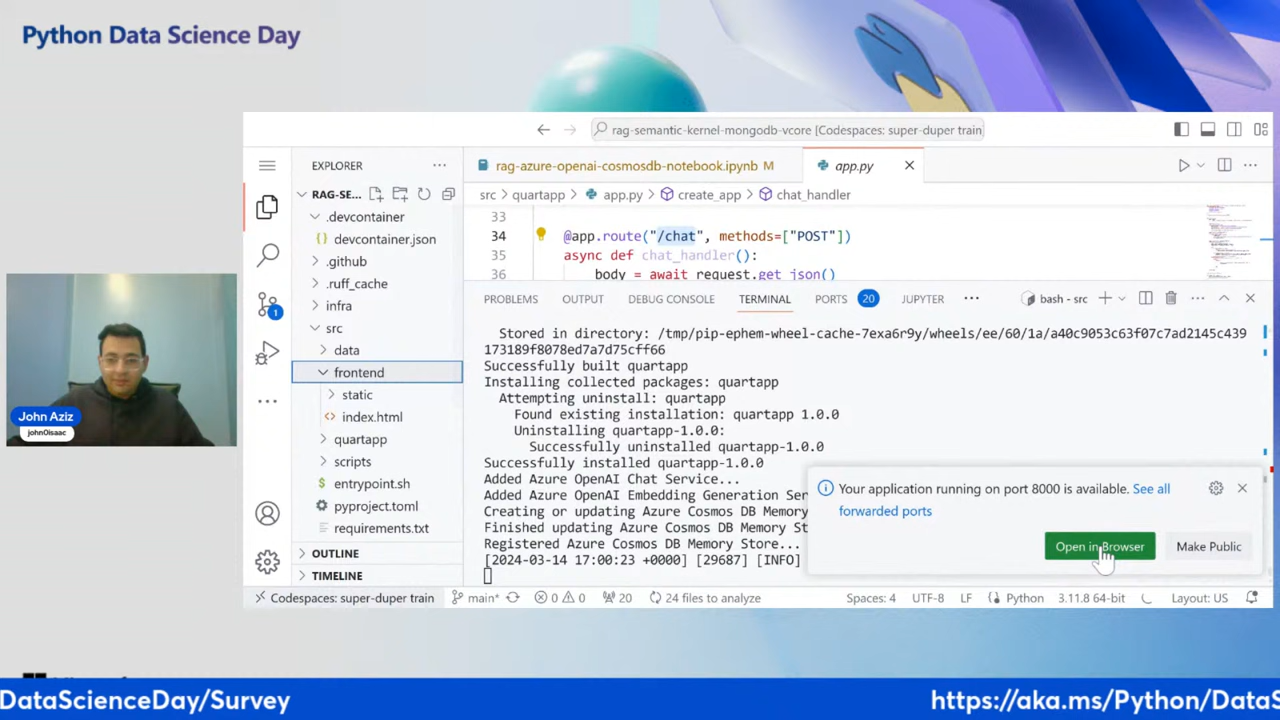 Python Data Science Day
rag-semantic-kernel-mongodb-vcore [Codespaces: super-duper train
EXPLORER
rag-azure-openai-cosmosdb-notebook.ipynb M
app.py
RAG-SE...
src > quartapp > app.py > create_app > chat_handler
.devcontainer
devcontainer.json
.github
.ruff_cache
infra
src
data
frontend
static
index.html
quartapp
scripts
entrypoint.sh
pyproject.toml
requirements.txt
OUTLINE
TIMELINE
1
33
34 @app.route("/chat", methods=["POST"])
35 async def chat_handler():
36 body = await request.get_json()
PROBLEMS OUTPUT DEBUG CONSOLE TERMINAL PORTS 20 JUPYTER bash - src
Stored in directory: /tmp/pip-ephem-wheel-cache-7exa6r9y/wheels/ee/60/1a/a40c9053c63f07c7ad2145c439
173189f8078ed7a7d75cff66
Successfully built quartapp
Installing collected packages: quartapp
Attempting uninstall: quartapp
Found existing installation: quartapp 1.0.0
Uninstalling quartapp-1.0.0:
Successfully uninstalled quartapp-1.0.0
Successfully installed quartapp-1.0.0
Added Azure OpenAI Chat Service...
Added Azure OpenAI Embedding Generation Ser
Creating or updating Azure Cosmos DB Memory
Finished updating Azure Cosmos DB Memory St
Registered Azure Cosmos DB Memory Store...
[2024-03-14 17:00:23 +0000] [29687] [INFO]
Your application running on port 8000 is available. See all
forwarded ports
Open in Browser
Make Public
John Aziz
john0isaac
Codespaces: super-duper train main* 0 0 20 24 files to analyze Spaces: 4 UTF-8 LF Python 3.11.8 64-bit Layout: US
DataScienceDay/Survey
https://aka.ms/Python/DataS